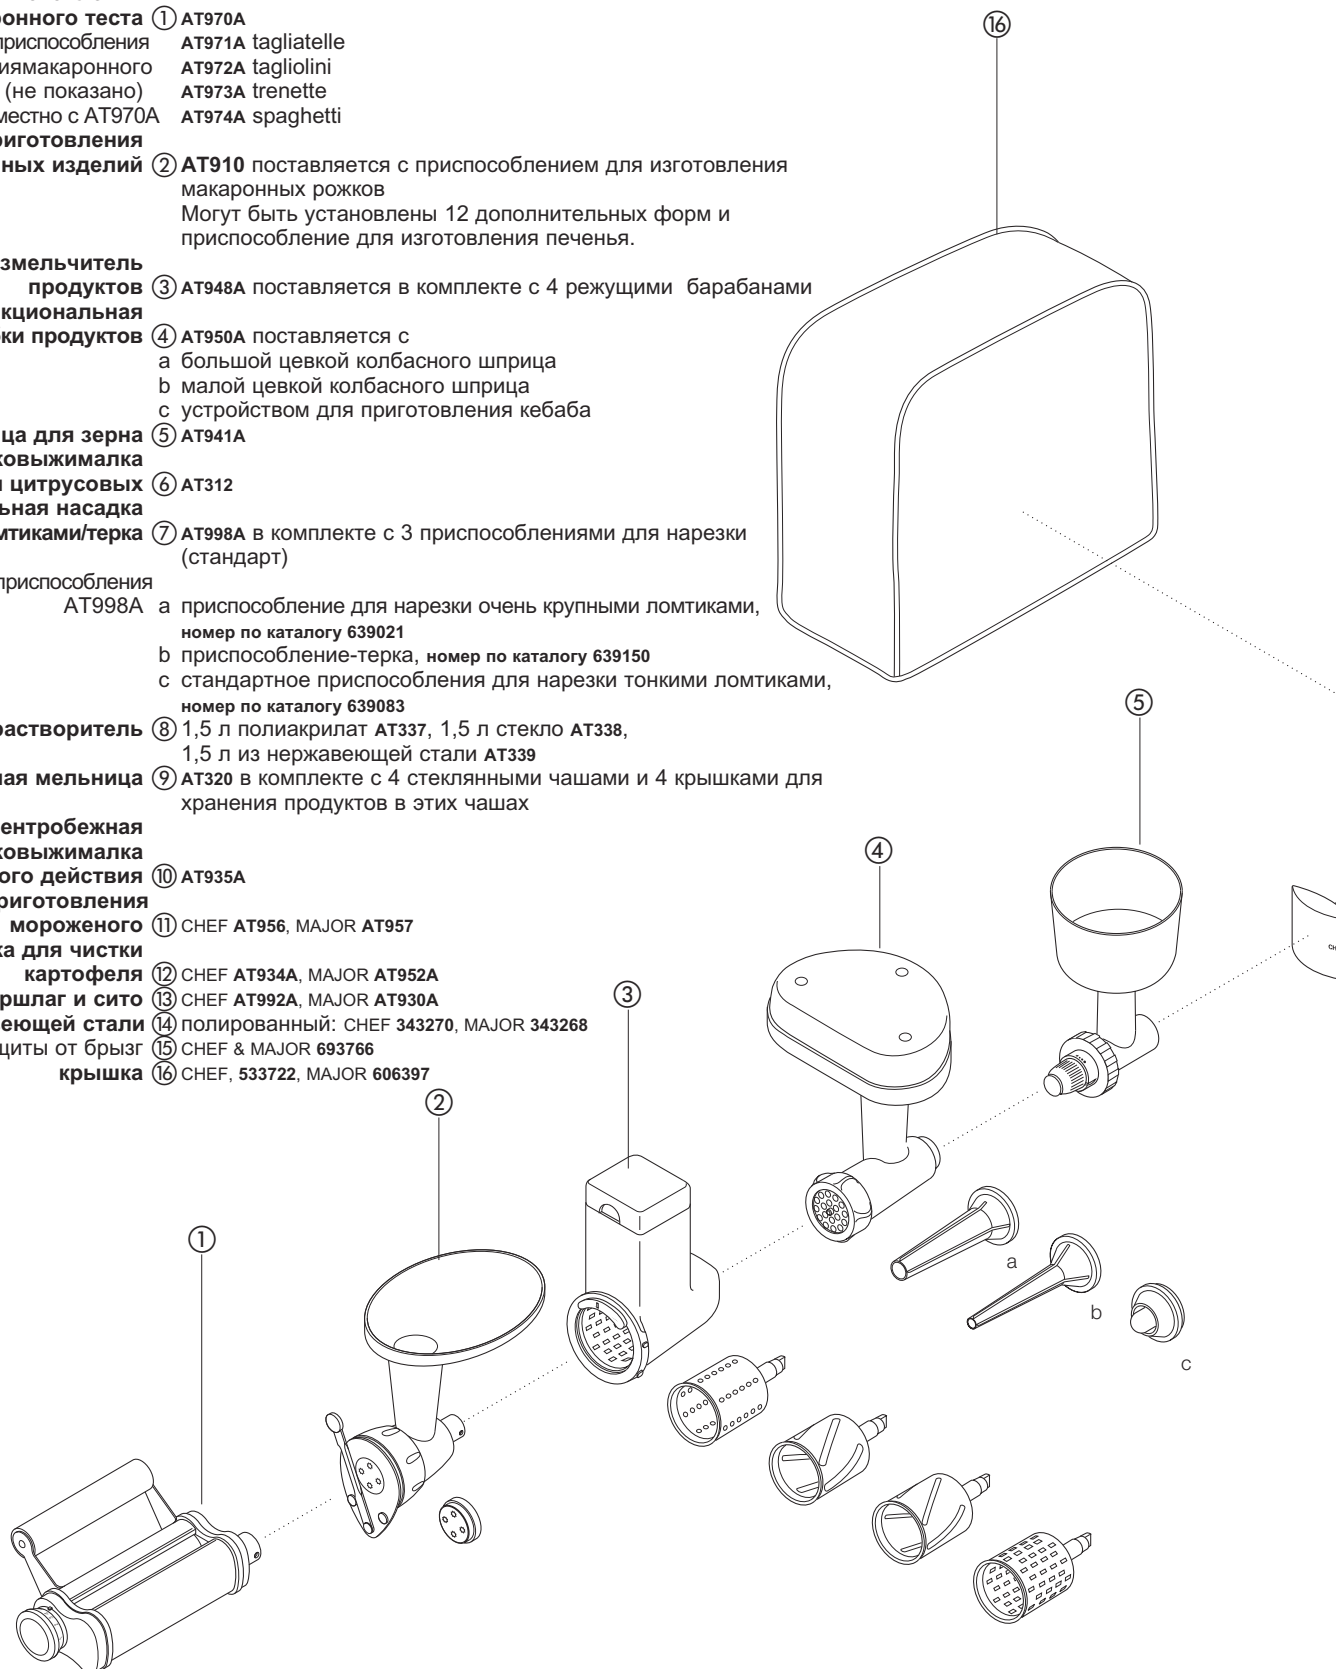 ронного теста ① AT970A
приспособления AT971A tagliatelle
иямакаронного AT972A tagliolini
(не показано) AT973A trenette
местно с AT970A AT974A spaghetti
риготовления
ных изделий ② AT910 поставляется с приспособлением для изготовления
макаронных рожков
Могут быть установлены 12 дополнительных форм и
приспособление для изготовления печенья.
змельчитель
продуктов ③ AT948A поставляется в комплекте с 4 режущими барабанами
кциональная
ки продуктов ④ AT950A поставляется с
a большой цевкой колбасного шприца
b малой цевкой колбасного шприца
c устройством для приготовления кебаба
ца для зерна ⑤ AT941A
ковыжималка
и цитрусовых ⑥ AT312
ьная насадка
мтиками/терка ⑦ AT998A в комплекте с 3 приспособлениями для нарезки
(стандарт)
приспособления
AT998A a приспособление для нарезки очень крупными ломтиками,
номер по каталогу 639021
b приспособление-терка, номер по каталогу 639150
c стандартное приспособления для нарезки тонкими ломтиками,
номер по каталогу 639083
растворитель ⑧ 1,5 л полиакрилат AT337, 1,5 л стекло AT338,
1,5 л из нержавеющей стали AT339
ная мельница ⑨ AT320 в комплекте с 4 стеклянными чашами и 4 крышками для
хранения продуктов в этих чашах
ентробежная
ковыжималка
ого действия ⑩ AT935A
риготовления
мороженого ⑪ CHEF AT956, MAJOR AT957
ка для чистки
картофеля ⑫ CHEF AT934A, MAJOR AT952A
ршлаг и сито ⑬ CHEF AT992A, MAJOR AT930A
еющей стали ⑭ полированный: CHEF 343270, MAJOR 343268
щиты от брызг ⑮ CHEF & MAJOR 693766
крышка ⑯ CHEF, 533722, MAJOR 606397
⑯
⑤
④
③
②
①
a
b
c
CH